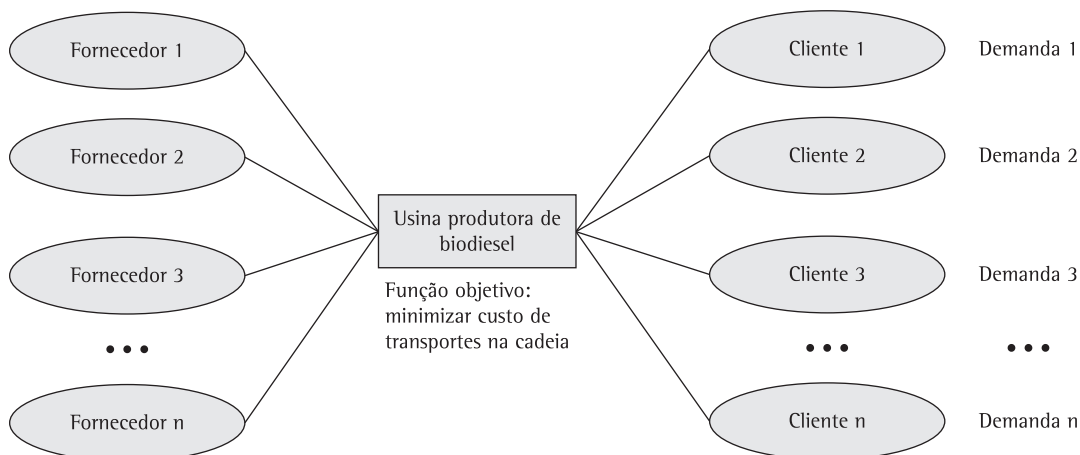 Fornecedor 1
Cliente 1
Demanda 1
Fornecedor 2
Cliente 2
Demanda 2
Usina produtora de
biodiesel
Fornecedor 3
Cliente 3
Demanda 3
Função objetivo:
minimizar custo de
transportes na cadeia
•••
•••
•••
Fornecedor n
Cliente n
Demanda n